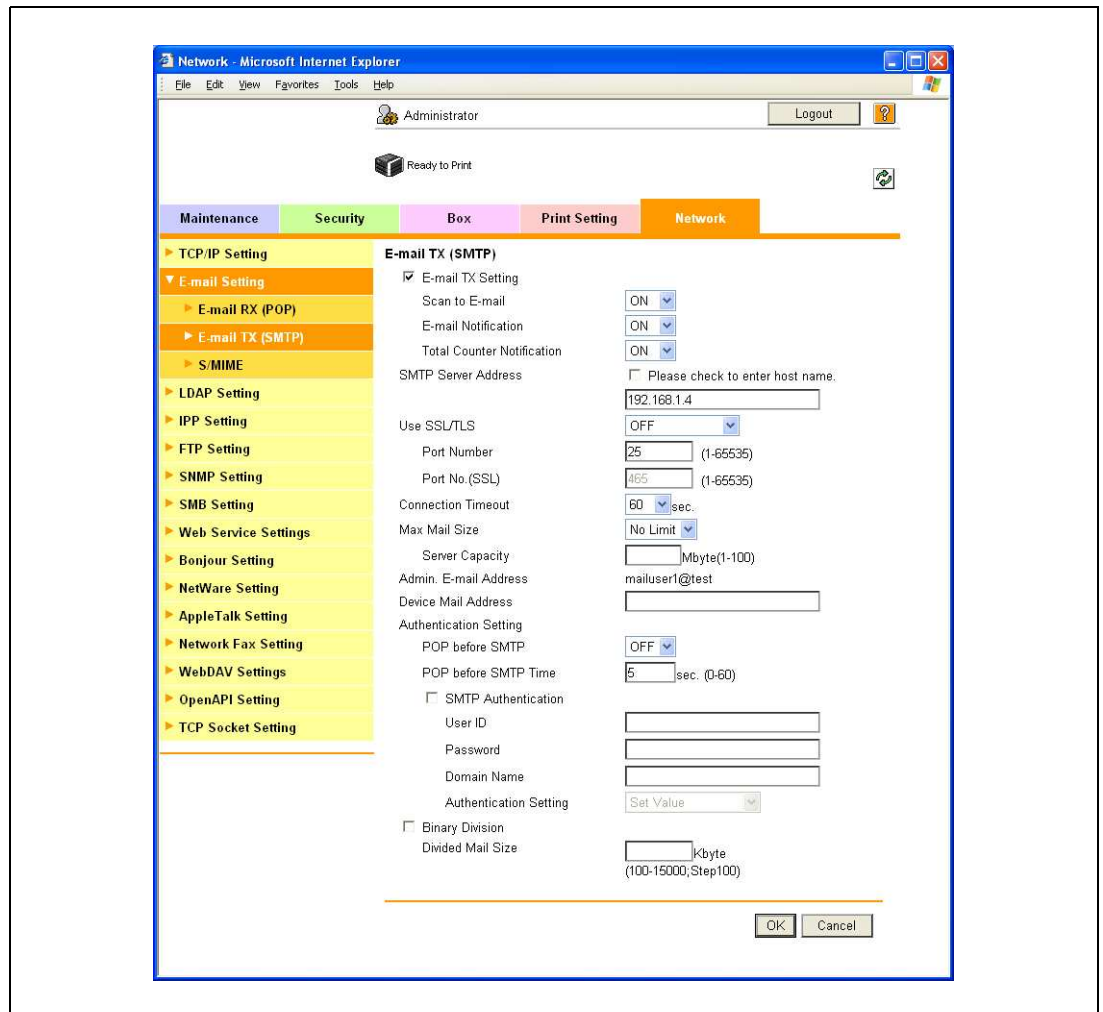 Network - Microsoft Internet Explorer
File Edit View Favorites Tools Help
Administrator Logout ?
Ready to Print
Maintenance Security Box Print Setting Network
TCP/IP Setting
E-mail Setting
E-mail RX (POP)
E-mail TX (SMTP)
S/MIME
LDAP Setting
IPP Setting
FTP Setting
SNMP Setting
SMB Setting
Web Service Settings
Bonjour Setting
NetWare Setting
AppleTalk Setting
Network Fax Setting
WebDAV Settings
OpenAPI Setting
TCP Socket Setting
E-mail TX (SMTP)
E-mail TX Setting
Scan to E-mail ON
E-mail Notification ON
Total Counter Notification ON
SMTP Server Address Please check to enter host name.
192.168.1.4
Use SSL/TLS OFF
Port Number 25 (1-65535)
Port No.(SSL) 465 (1-65535)
Connection Timeout 60 sec.
Max Mail Size No Limit
Server Capacity Mbyte(1-100)
Admin. E-mail Address mailuser1@test
Device Mail Address
Authentication Setting
POP before SMTP OFF
POP before SMTP Time 5 sec. (0-60)
SMTP Authentication
User ID
Password
Domain Name
Authentication Setting Set Value
Binary Division
Divided Mail Size Kbyte
(100-15000;Step100)
OK Cancel